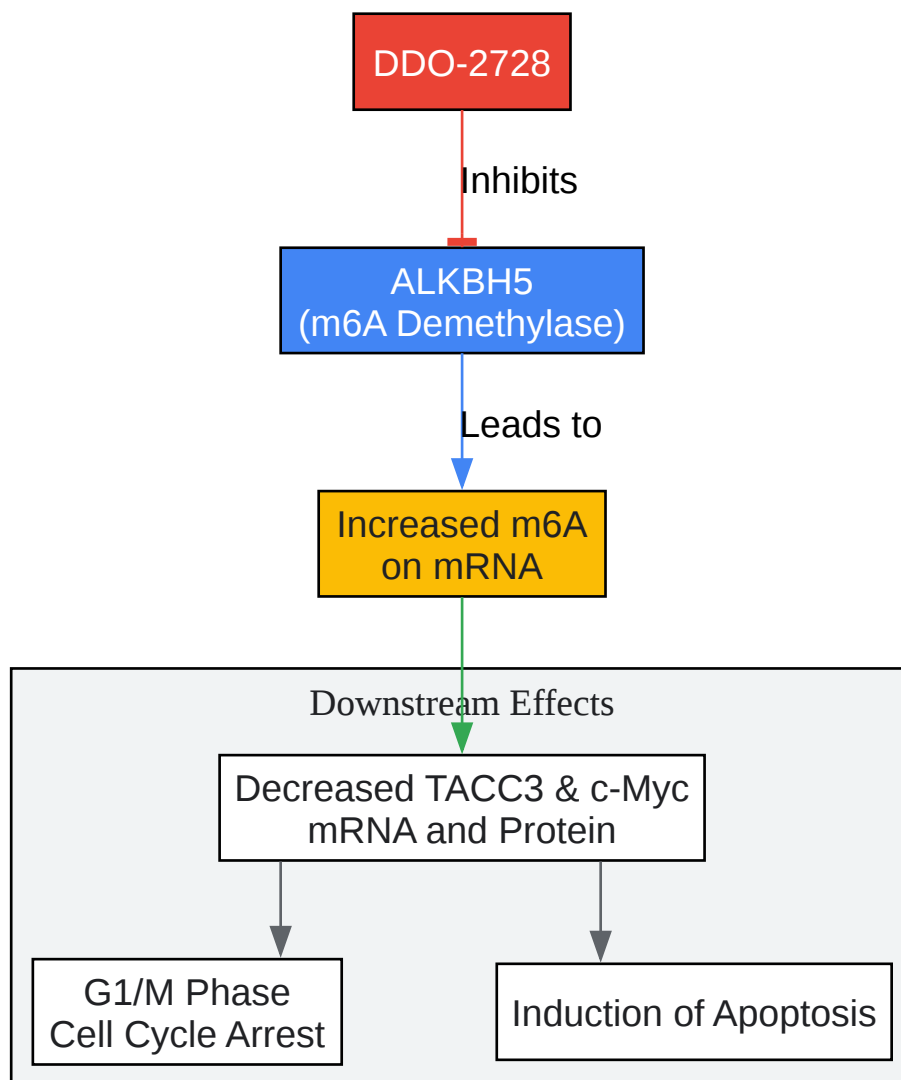 DDO-2728
Inhibits
ALKBH5
(m6A Demethylase)
Leads to
Increased m6A
on mRNA
Downstream Effects
Decreased TACC3 & c-Myc
mRNA and Protein
G1/M Phase
Cell Cycle Arrest
Induction of Apoptosis